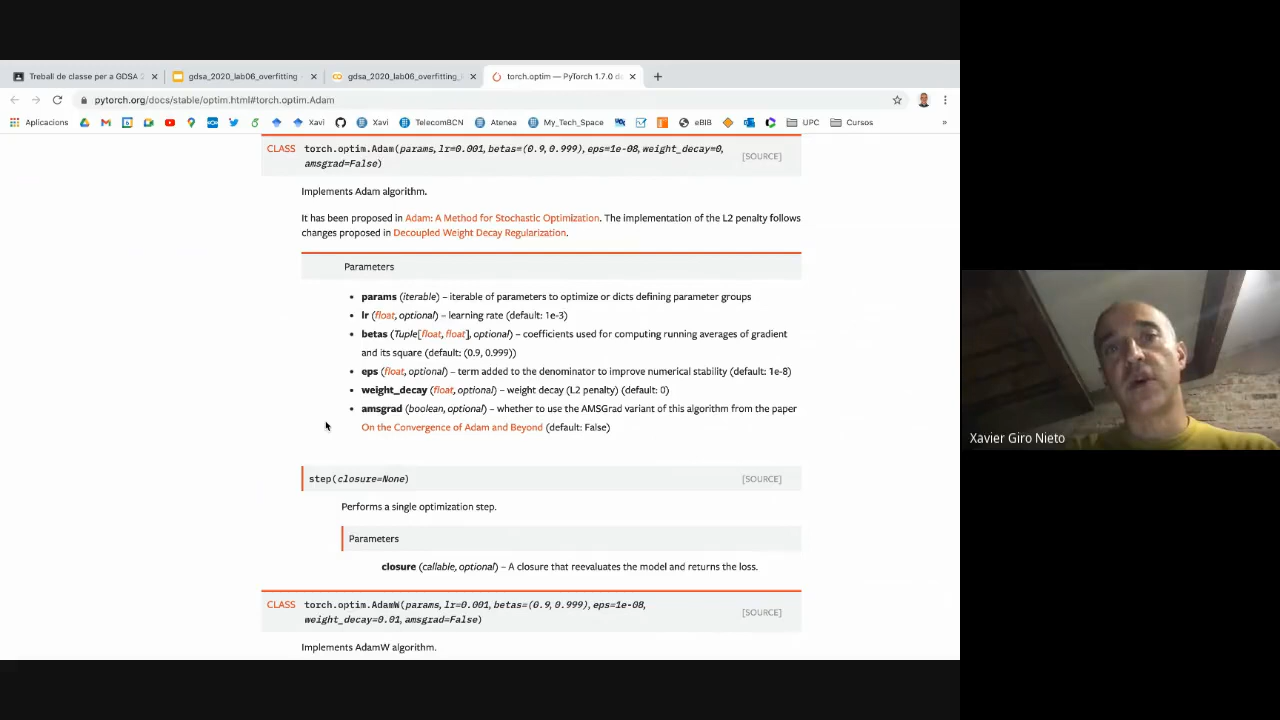 Treball de classe per a GDSA
gdsa_2020_lab06_overfitting
gdsa_2020_lab06_overfitting_
torch.optim — PyTorch 1.7.0 d
pytorch.org/docs/stable/optim.html#torch.optim.Adam
Aplicacions
Xavi
Xavi
TelecomBCN
Atenea
My_Tech_Space
eBIB
UPC
Cursos
»
CLASS torch.optim.Adam(params, lr=0.001, betas=(0.9, 0.999), eps=1e-08, weight_decay=0,
amsgrad=False)
[SOURCE]
Implements Adam algorithm.
It has been proposed in Adam: A Method for Stochastic Optimization. The implementation of the L2 penalty follows
changes proposed in Decoupled Weight Decay Regularization.
Parameters
• params (iterable) – iterable of parameters to optimize or dicts defining parameter groups
• lr (float, optional) – learning rate (default: 1e-3)
• betas (Tuple[float, float], optional) – coefficients used for computing running averages of gradient
and its square (default: (0.9, 0.999))
• eps (float, optional) – term added to the denominator to improve numerical stability (default: 1e-8)
• weight_decay (float, optional) – weight decay (L2 penalty) (default: 0)
• amsgrad (boolean, optional) – whether to use the AMSGrad variant of this algorithm from the paper
On the Convergence of Adam and Beyond (default: False)
step(closure=None) [SOURCE]
Performs a single optimization step.
Parameters
closure (callable, optional) – A closure that reevaluates the model and returns the loss.
CLASS torch.optim.AdamW(params, lr=0.001, betas=(0.9, 0.999), eps=1e-08,
weight_decay=0.01, amsgrad=False)
[SOURCE]
Implements AdamW algorithm.
Xavier Giro Nieto